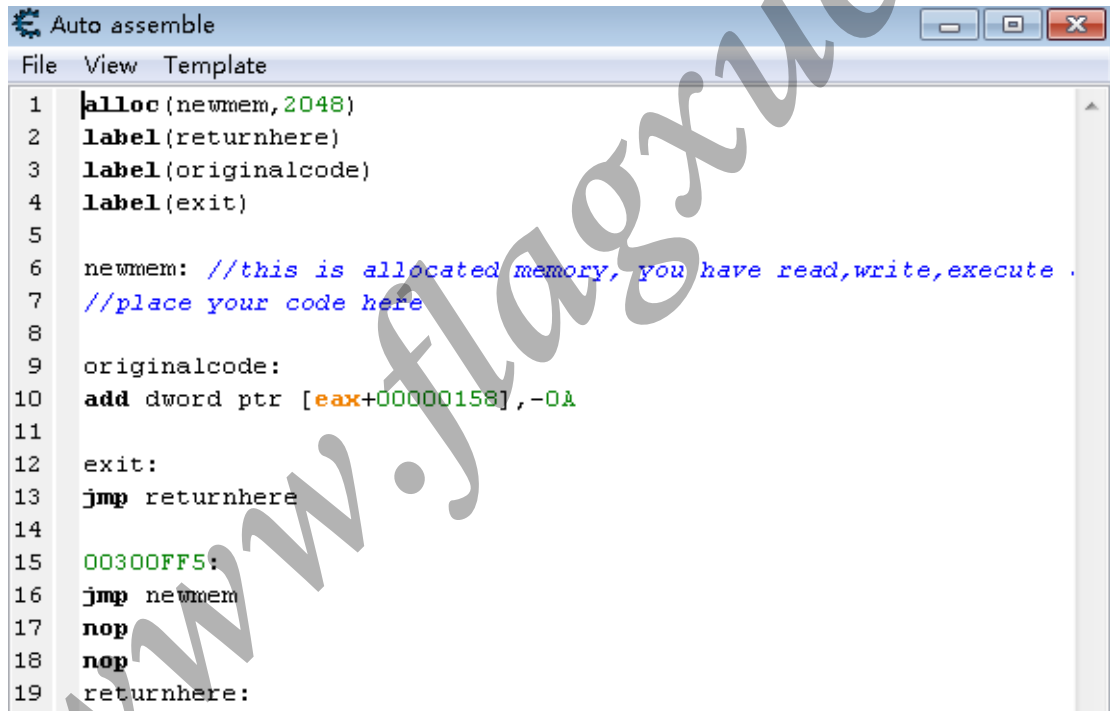 Auto assemble
File View Template
1 alloc(newmem,2048)
2 label(returnhere)
3 label(originalcode)
4 label(exit)
5
6 newmem: //this is allocated memory, you have read,write,execute
7 //place your code here
8
9 originalcode:
10 add dword ptr [eax+00000158],-0A
11
12 exit:
13 jmp returnhere
14
15 00300FF5:
16 jmp newmem
17 nop
18 nop
19 returnhere:
www.flagxuc